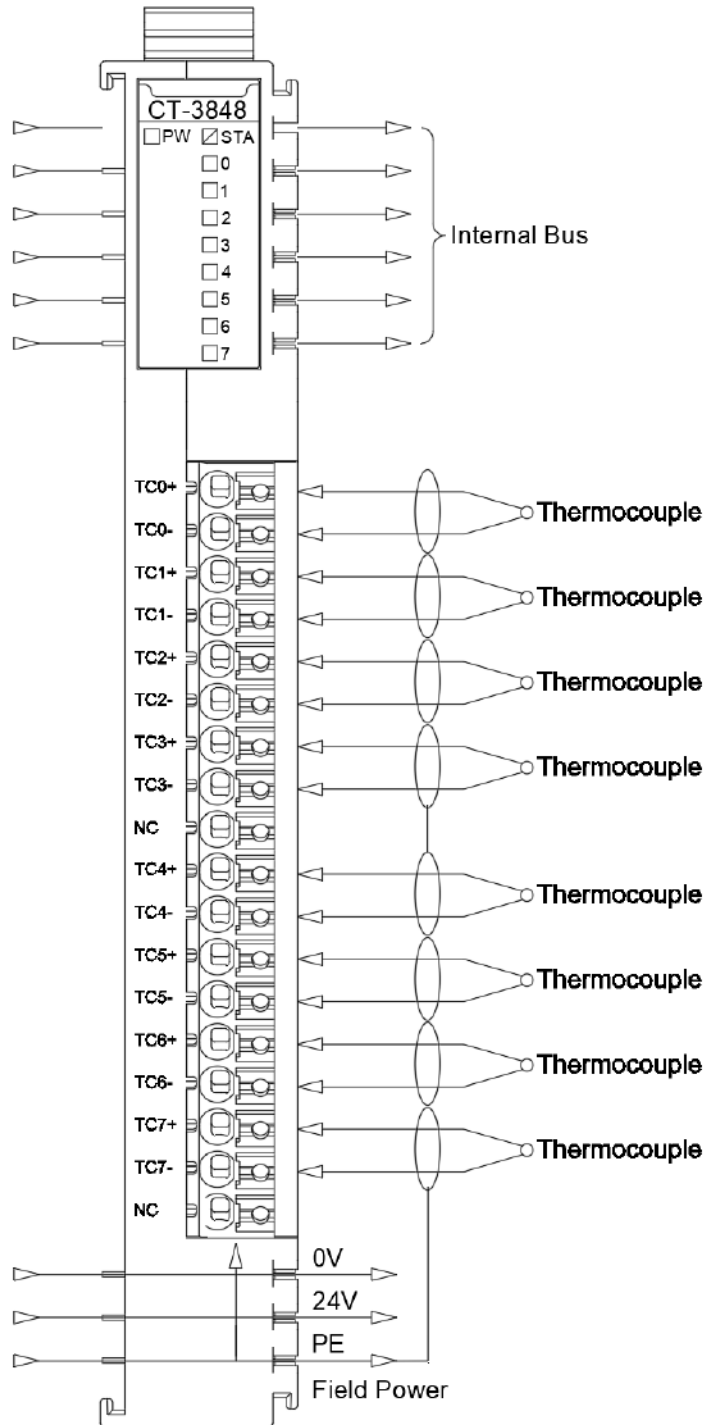 CT-3848
PW STA
0
1
2
3
4
5
6
7
Internal Bus
TC0+
Thermocouple
TC0-
TC1+
Thermocouple
TC1-
TC2+
Thermocouple
TC2-
TC3+
Thermocouple
TC3-
NC
TC4+
Thermocouple
TC4-
TC5+
Thermocouple
TC5-
TC6+
Thermocouple
TC6-
TC7+
Thermocouple
TC7-
NC
0V
24V
PE
Field Power